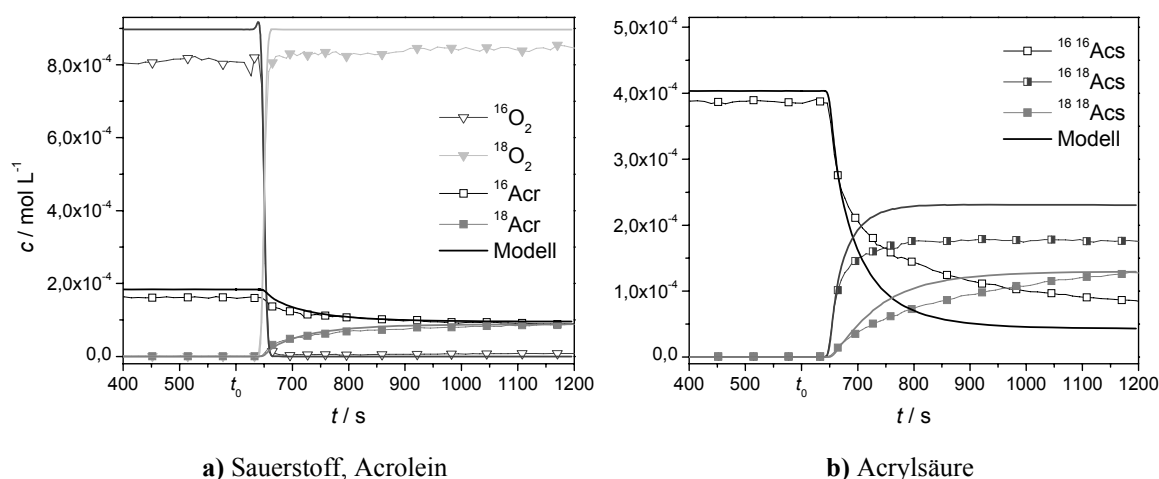 8,0x10⁻⁴
6,0x10⁻⁴
4,0x10⁻⁴
2,0x10⁻⁴
0,0
c / mol L⁻¹
¹⁶O₂
¹⁸O₂
¹⁶Acr
¹⁸Acr
Modell
400 500 t₀ 700 800 900 1000 1100 1200
t / s
a) Sauerstoff, Acrolein
5,0x10⁻⁴
4,0x10⁻⁴
3,0x10⁻⁴
2,0x10⁻⁴
1,0x10⁻⁴
0,0
¹⁶ ¹⁶Acs
¹⁶ ¹⁸Acs
¹⁸ ¹⁸Acs
Modell
400 500 t₀ 700 800 900 1000 1100 1200
t / s
b) Acrylsäure